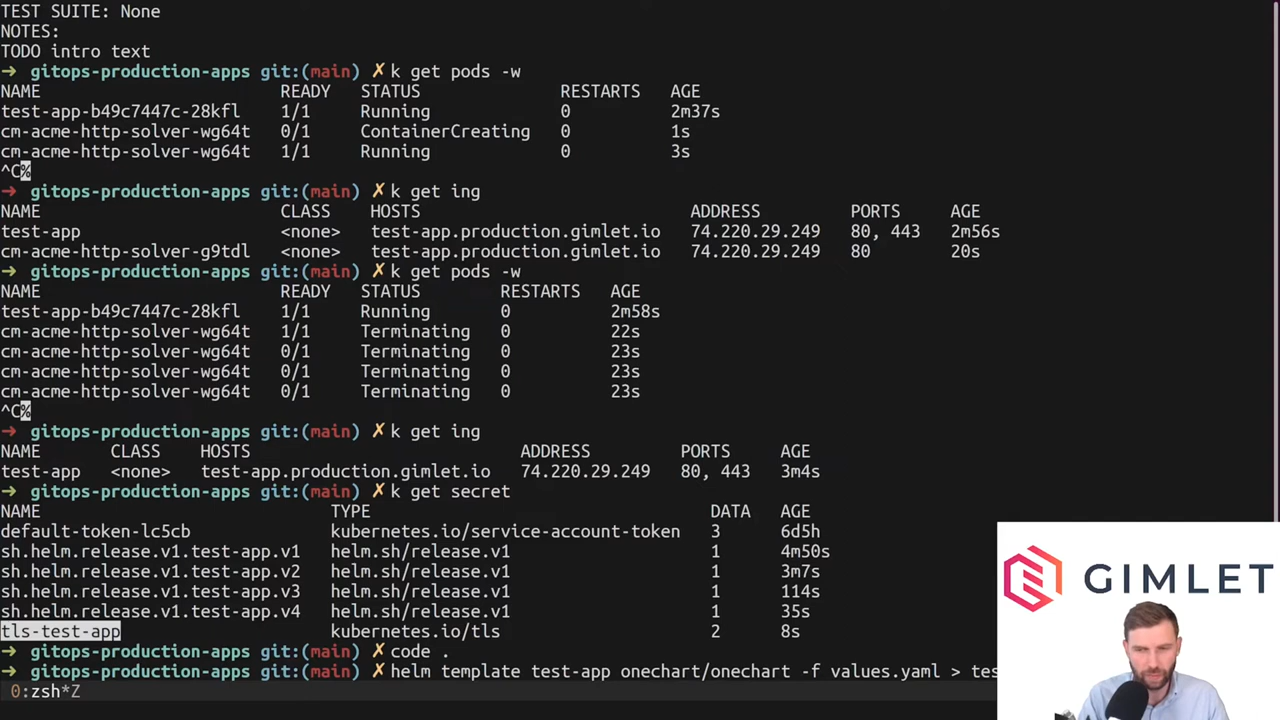 TEST SUITE: None
NOTES:
TODO intro text
➜ gitops-production-apps git:(main) ✗ k get pods -w
NAME READY STATUS RESTARTS AGE
test-app-b49c7447c-28kfl 1/1 Running 0 2m37s
cm-acme-http-solver-wg64t 0/1 ContainerCreating 0 1s
cm-acme-http-solver-wg64t 1/1 Running 0 3s
^C%
➜ gitops-production-apps git:(main) ✗ k get ing
NAME CLASS HOSTS ADDRESS PORTS AGE
test-app <none> test-app.production.gimlet.io 74.220.29.249 80, 443 2m56s
cm-acme-http-solver-g9tdl <none> test-app.production.gimlet.io 74.220.29.249 80 20s
➜ gitops-production-apps git:(main) ✗ k get pods -w
NAME READY STATUS RESTARTS AGE
test-app-b49c7447c-28kfl 1/1 Running 0 2m58s
cm-acme-http-solver-wg64t 1/1 Terminating 0 22s
cm-acme-http-solver-wg64t 0/1 Terminating 0 23s
cm-acme-http-solver-wg64t 0/1 Terminating 0 23s
cm-acme-http-solver-wg64t 0/1 Terminating 0 23s
^C%
➜ gitops-production-apps git:(main) ✗ k get ing
NAME CLASS HOSTS ADDRESS PORTS AGE
test-app <none> test-app.production.gimlet.io 74.220.29.249 80, 443 3m4s
➜ gitops-production-apps git:(main) ✗ k get secret
NAME TYPE DATA AGE
default-token-lc5cb kubernetes.io/service-account-token 3 6d5h
sh.helm.release.v1.test-app.v1 helm.sh/release.v1 1 4m50s
sh.helm.release.v1.test-app.v2 helm.sh/release.v1 1 3m7s
sh.helm.release.v1.test-app.v3 helm.sh/release.v1 1 114s
sh.helm.release.v1.test-app.v4 helm.sh/release.v1 1 35s
tls-test-app kubernetes.io/tls 2 8s
➜ gitops-production-apps git:(main) ✗ code .
➜ gitops-production-apps git:(main) ✗ helm template test-app onechart/onechart -f values.yaml > tes
0:zsh*Z
GIMLET